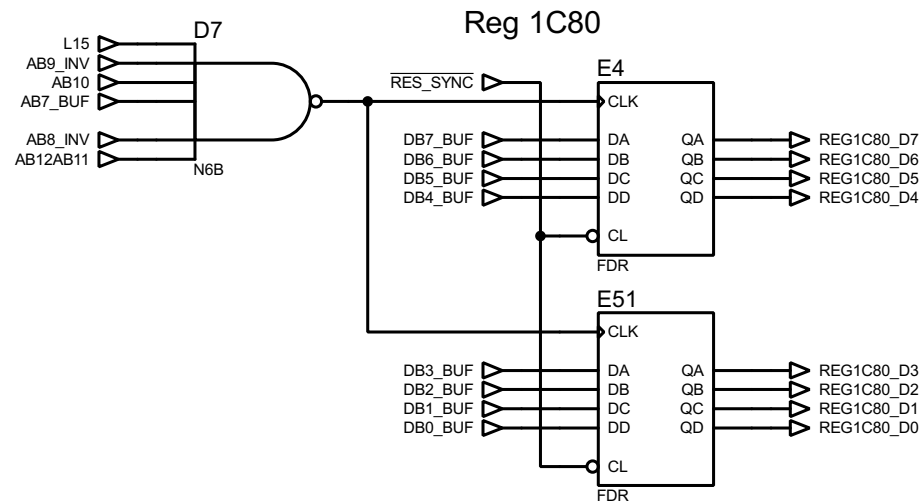 Reg 1C80
D7
L15
AB9_INV
AB10
AB7_BUF
AB8_INV
AB12AB11
N6B
RES_SYNC
E4
CLK
DB7_BUF DA QA REG1C80_D7
DB6_BUF DB QB REG1C80_D6
DB5_BUF DC QC REG1C80_D5
DB4_BUF DD QD REG1C80_D4
CL
FDR
E51
CLK
DB3_BUF DA QA REG1C80_D3
DB2_BUF DB QB REG1C80_D2
DB1_BUF DC QC REG1C80_D1
DB0_BUF DD QD REG1C80_D0
CL
FDR